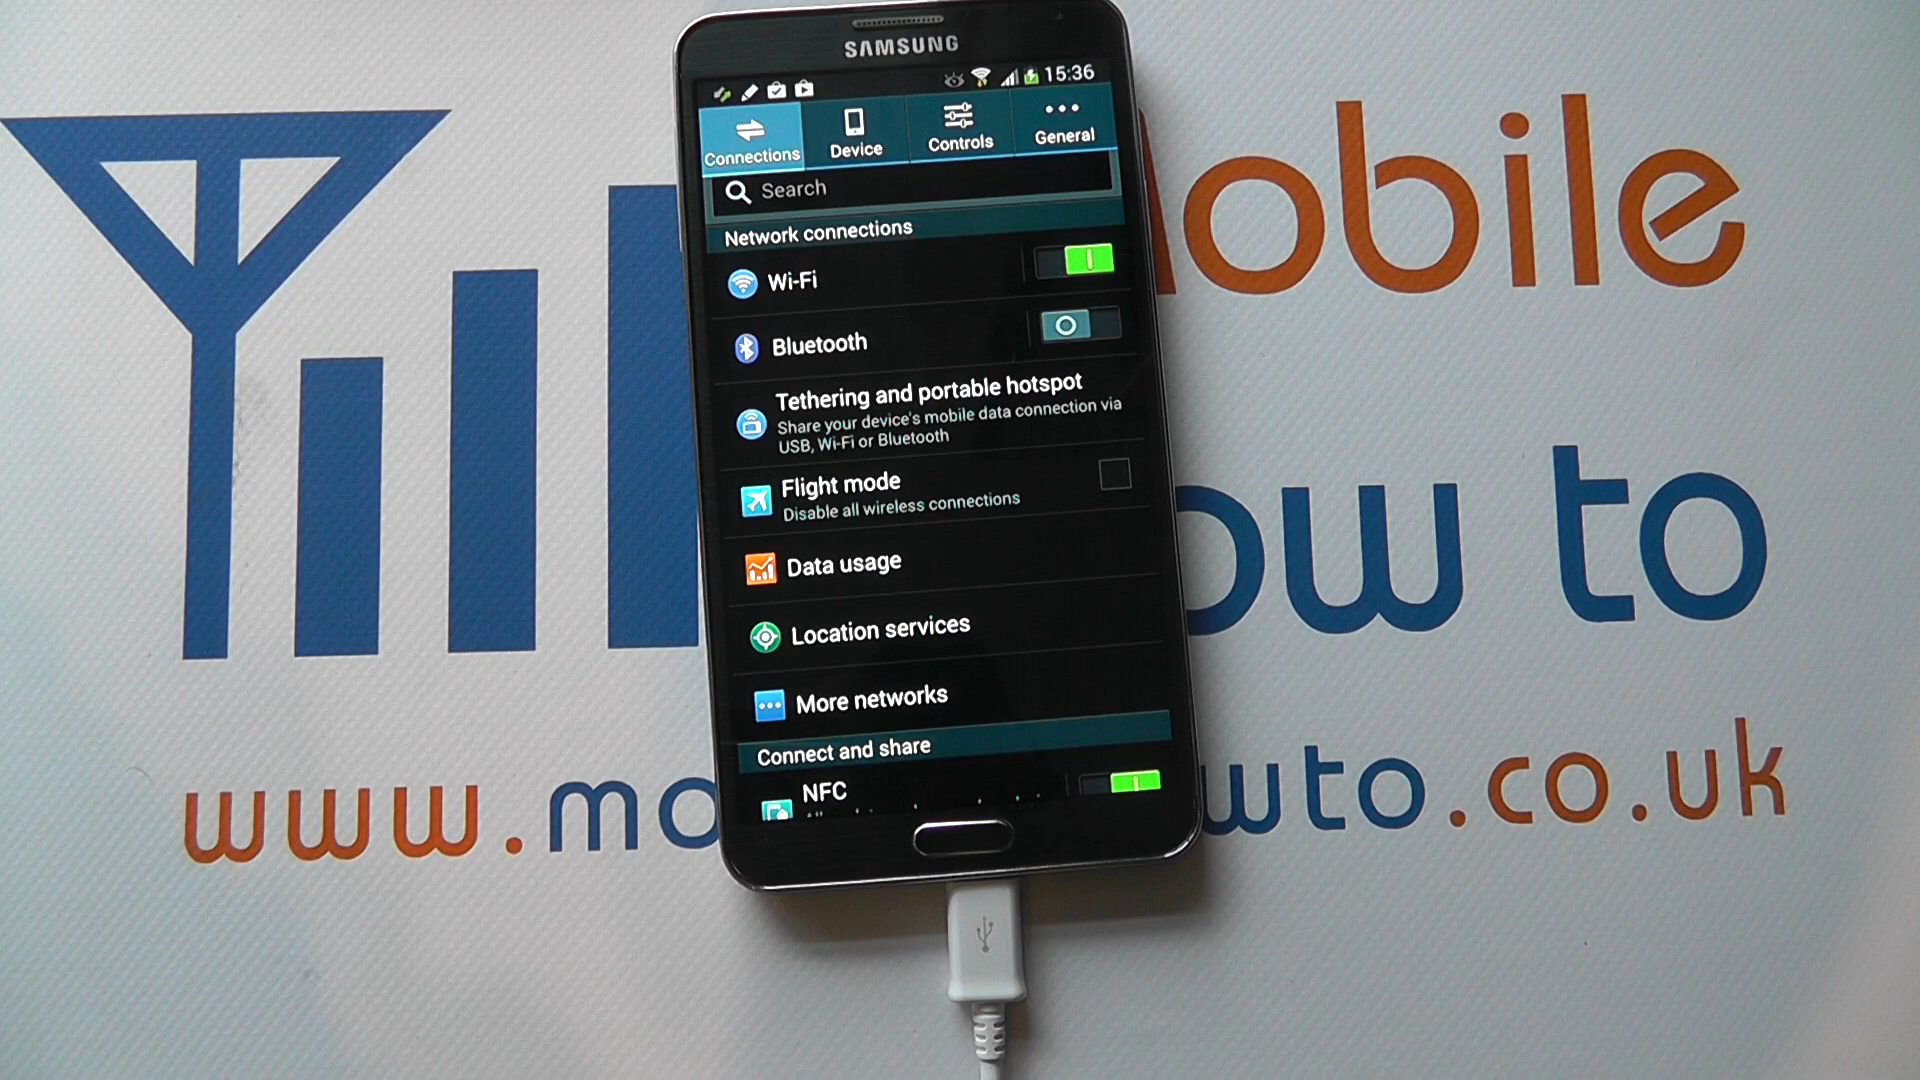 SAMSUNG
15:36
Connections Device Controls General
Search
Network connections
Wi-Fi
Bluetooth
Tethering and portable hotspot
Share your device's mobile data connection via
USB, Wi-Fi or Bluetooth
Flight mode
Disable all wireless connections
Data usage
Location services
More networks
Connect and share
NFC
obile
ow to
www.mo
wto.co.uk